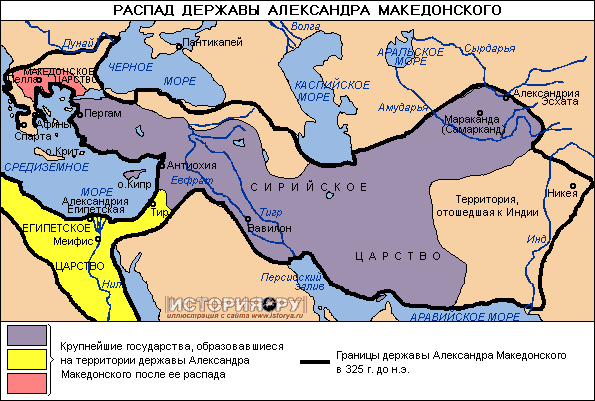 РАСПАД ДЕРЖАВЫ АЛЕКСАНДРА МАКЕДОНСКОГО
Волга
Дунай
Пантикапей
АРАЛЬСКОЕ
МОРЕ
Сырдарья
ЧЕРНОЕ
МОРЕ
МАКЕДОНСКОЕ
Пелла
ЦАРСТВО
КАСПИЙСКОЕ
МОРЕ
Александрия
Эсхата
Амударья
Пергам
Мараканда
(Самарканд)
Афины
Спарта
о.Крит
СРЕДИЗЕМНОЕ
МОРЕ
Антиохия
Евфрат
о.Кипр
СИРИЙСКОЕ
Никея
Территория,
отошедшая к Индии
Александрия
Египетская
Тир
Тигр
ЕГИПЕТСКОЕ
Вавилон
Мемфис
Инд
ЦАРСТВО
ЦАРСТВО
Нил
Персидский
залив
ИСТОРИЯ.РУ
иллюстрация с сайта www.istorya.ru
АРАВИЙСКОЕ МОРЕ
Крупнейшие государства, образовавшиеся
на территории державы Александра
Македонского после ее распада
Границы державы Александра Македонского
в 325 г. до н.э.